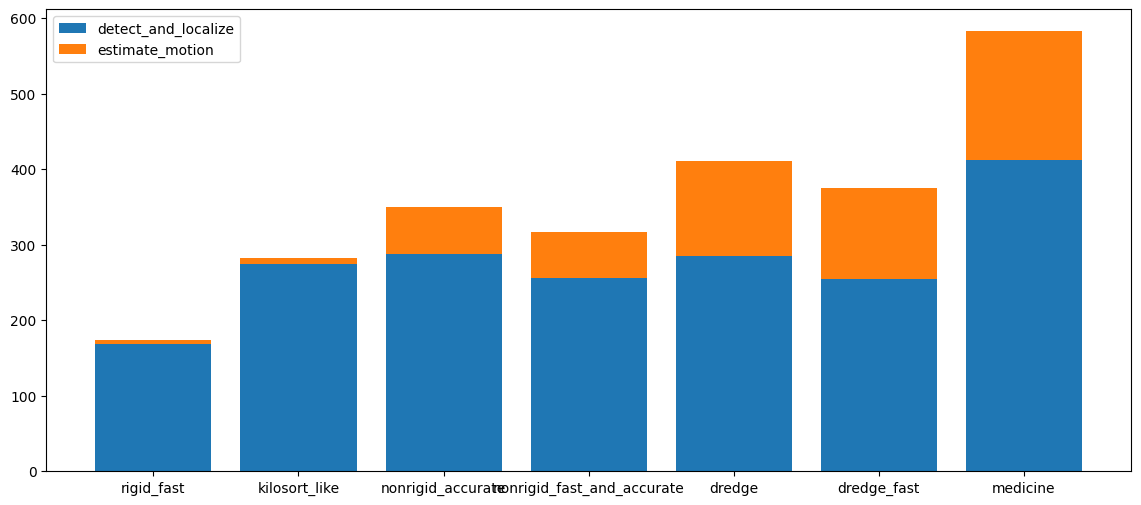 600
500
400
300
200
100
0
detect_and_localize
estimate_motion
rigid_fast
kilosort_like
nonrigid_accurate
nonrigid_fast_and_accurate
dredge
dredge_fast
medicine